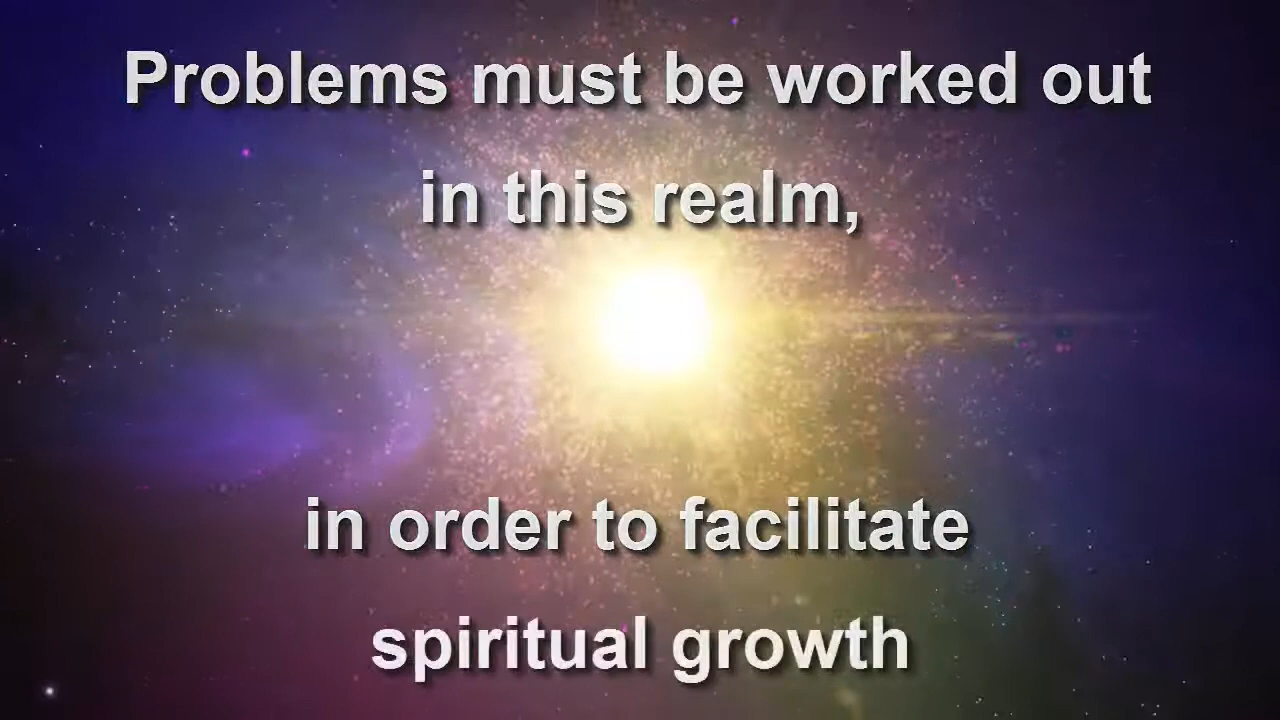 Problems must be worked out
in this realm,
in order to facilitate
spiritual growth